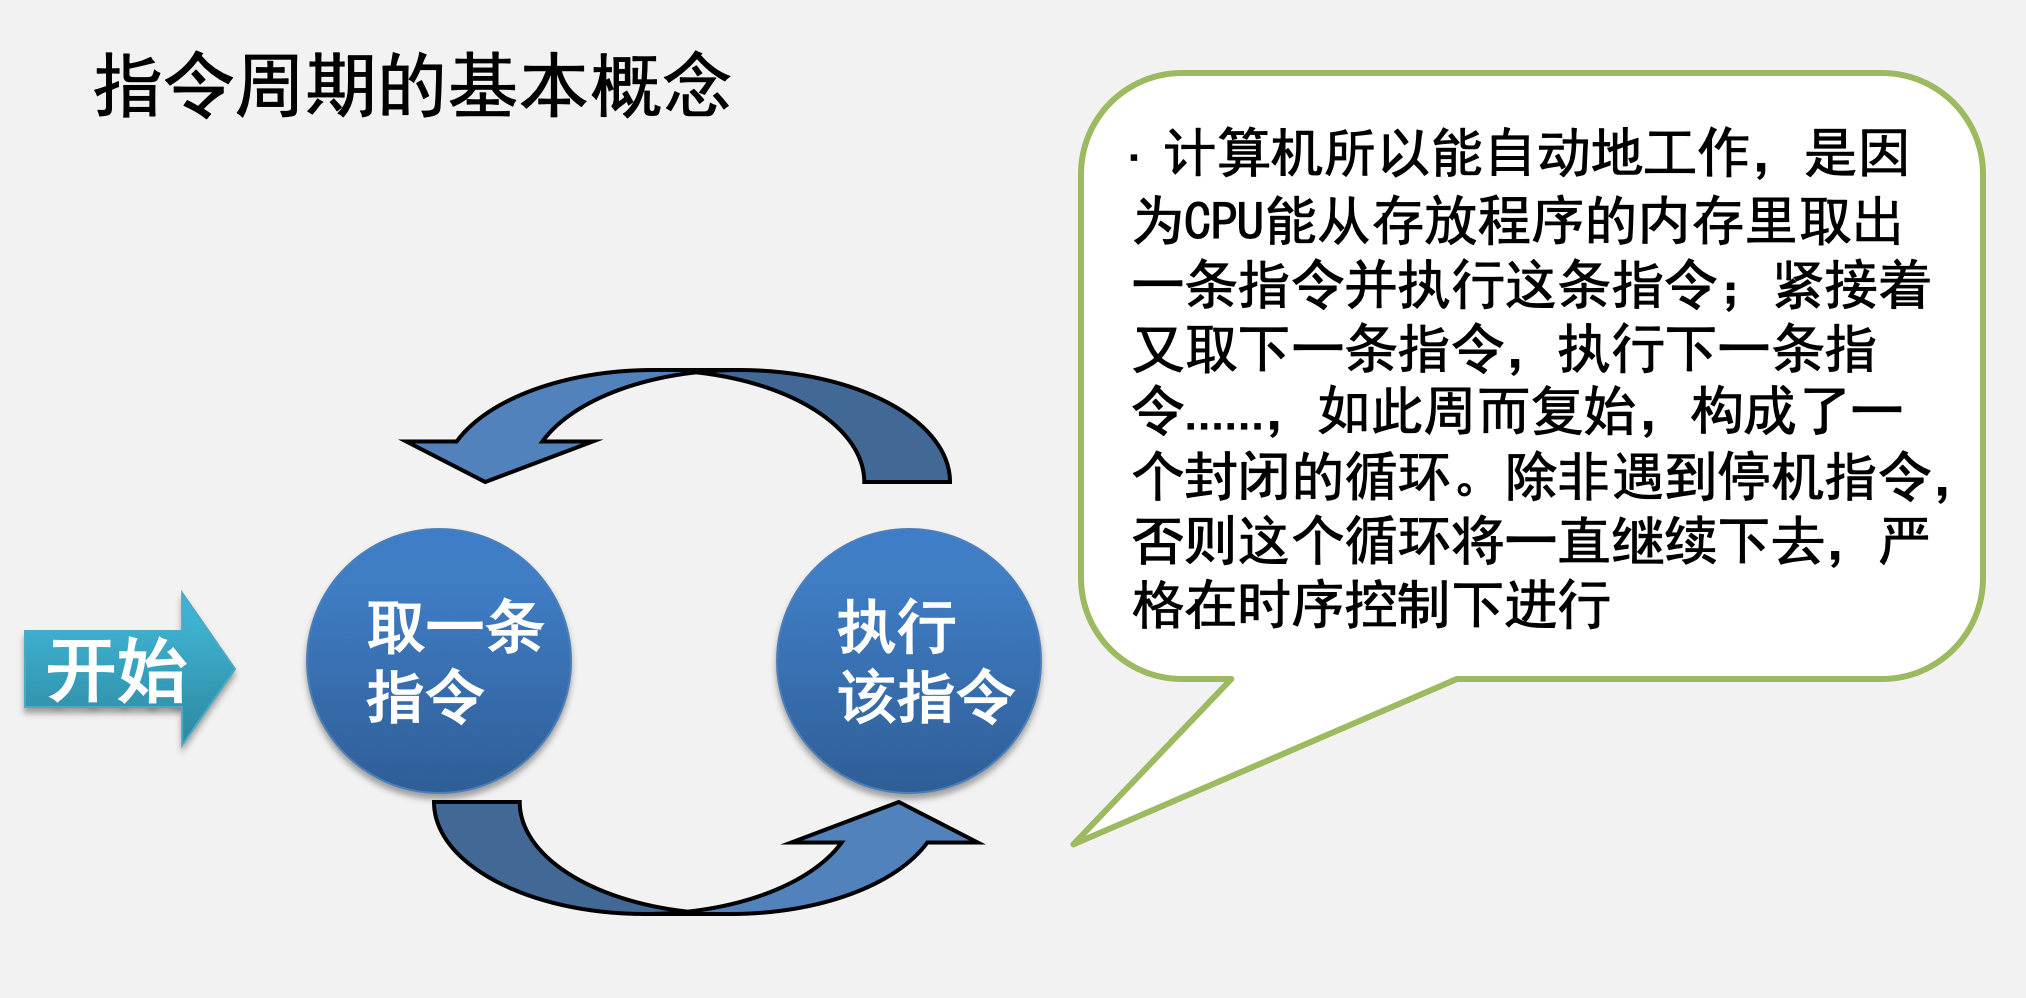 指令周期的基本概念
· 计算机所以能自动地工作，是因
为CPU能从存放程序的内存里取出
一条指令并执行这条指令；紧接着
又取下一条指令，执行下一条指
令……，如此周而复始，构成了一
个封闭的循环。除非遇到停机指令，
否则这个循环将一直继续下去，严
格在时序控制下进行
开始
取一条
指令
执行
该指令